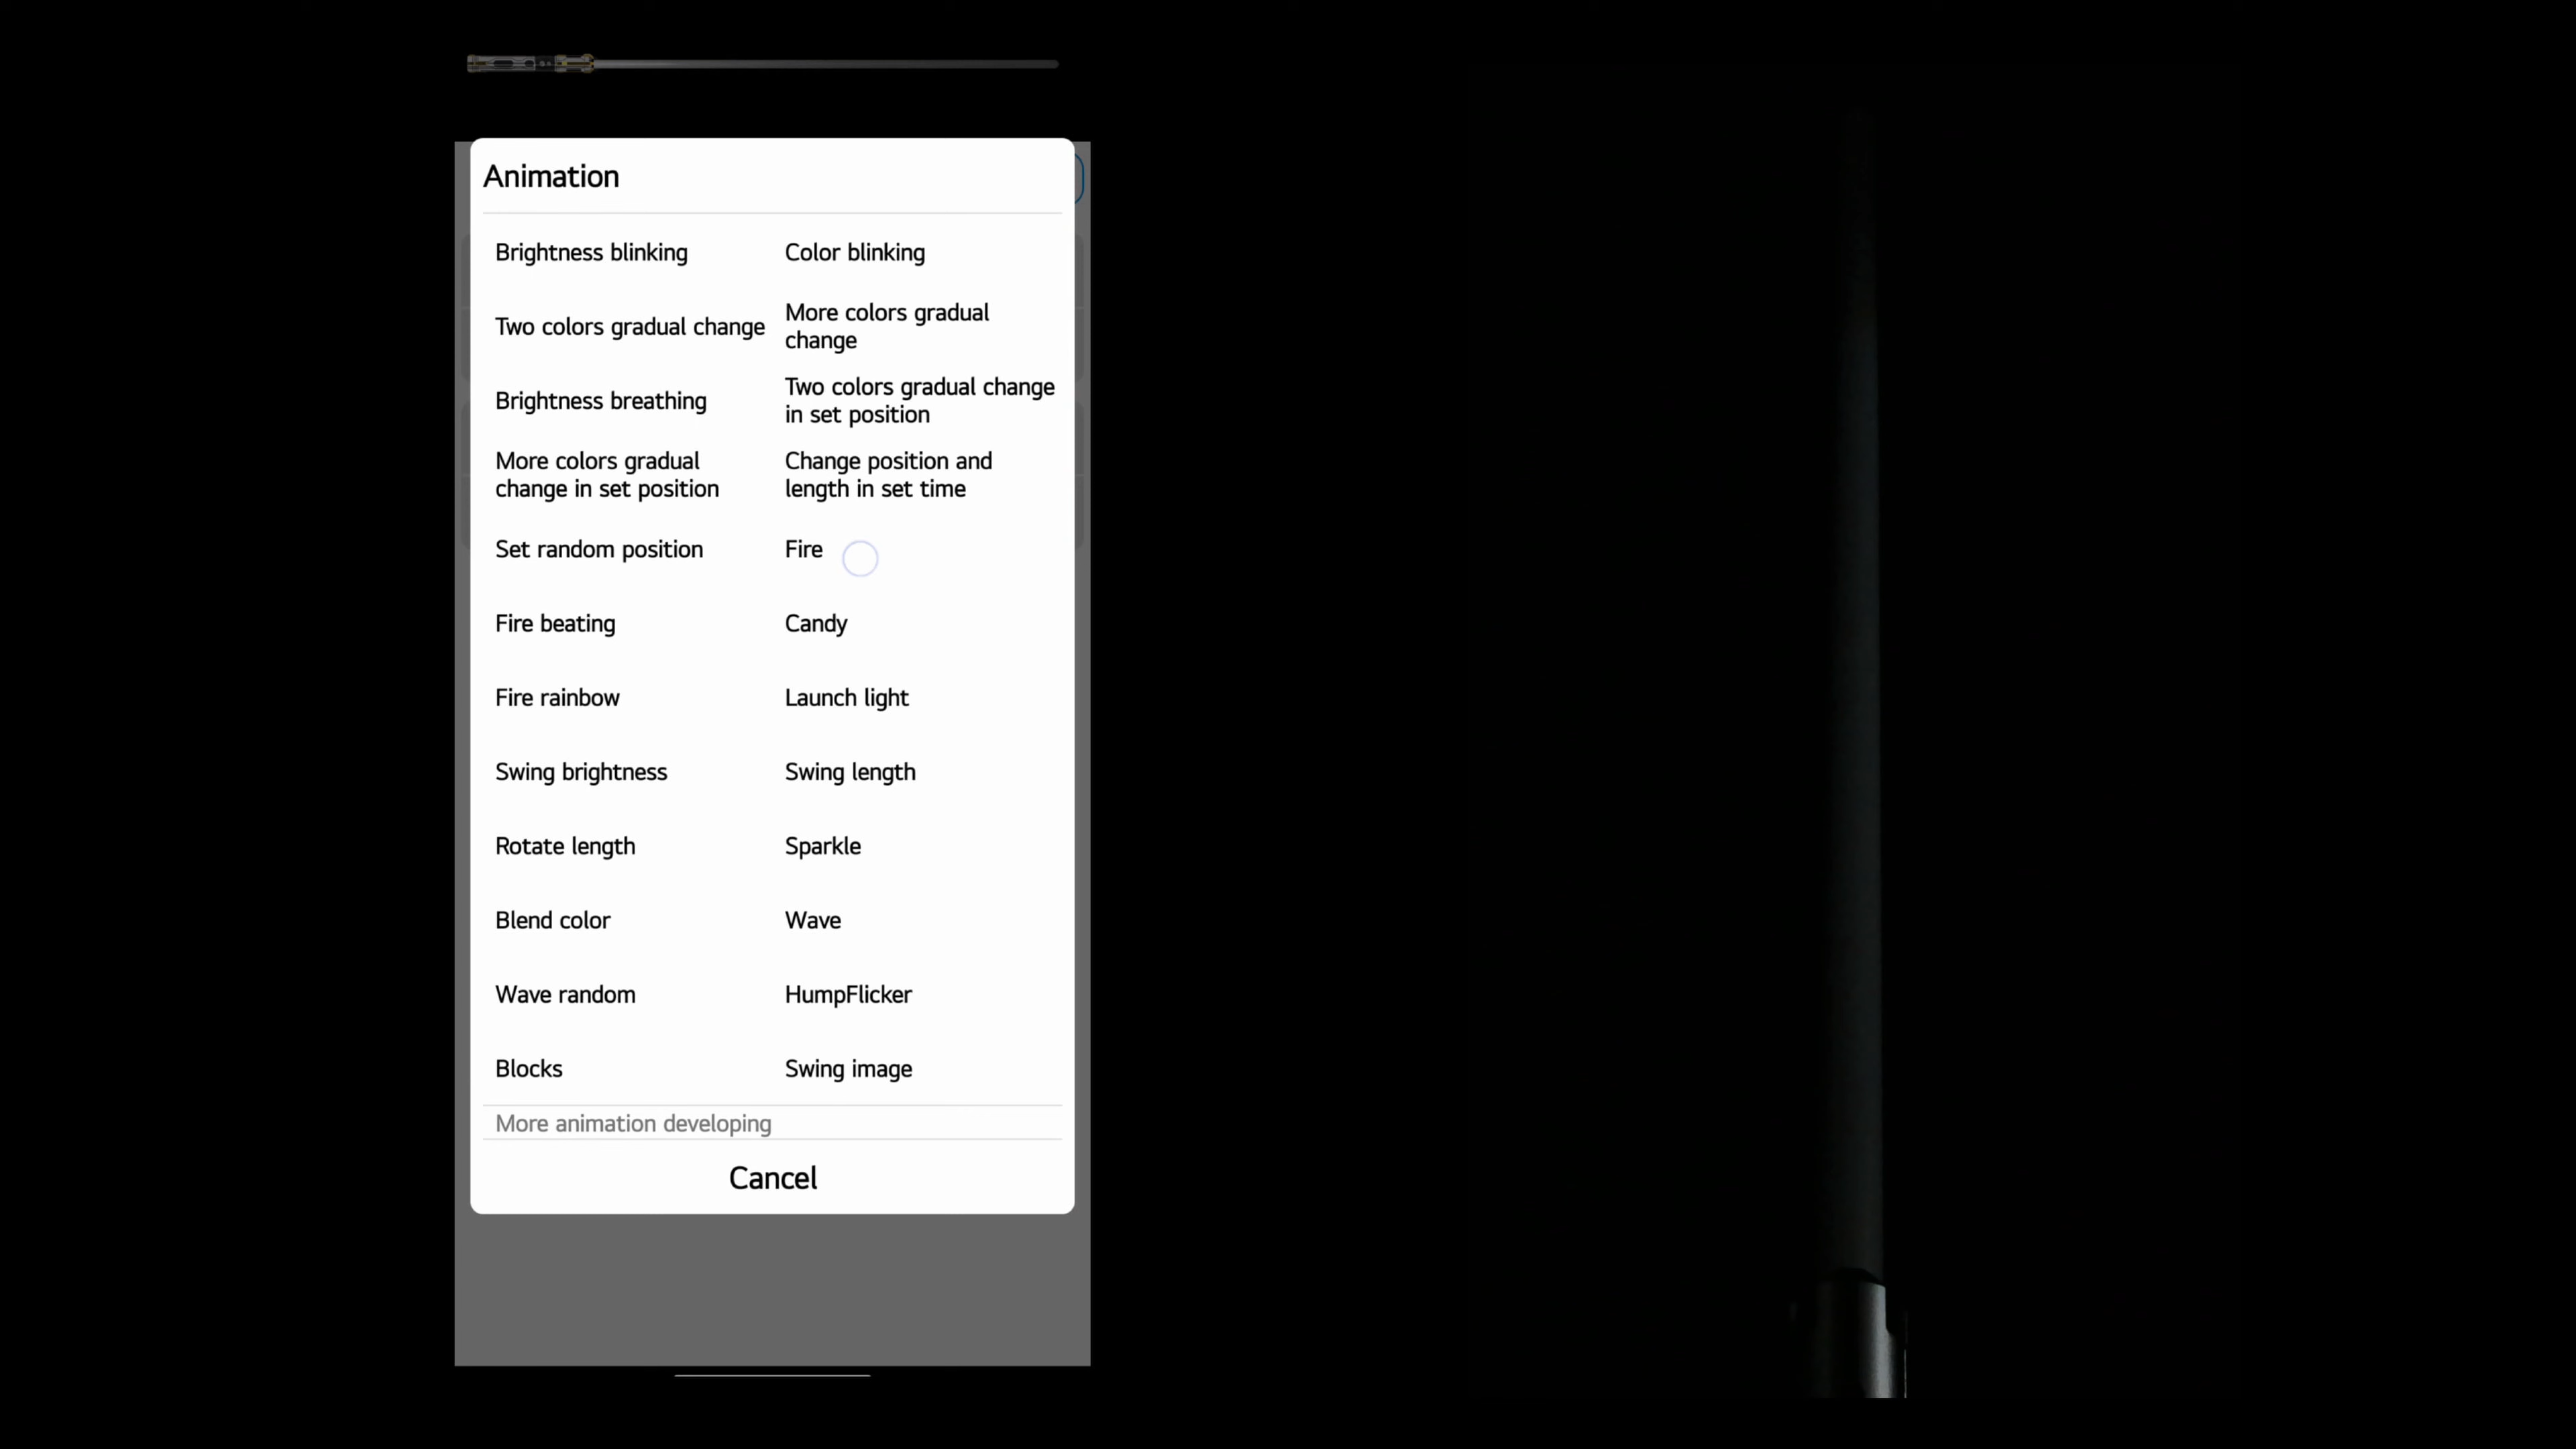 Animation
Brightness blinking
Color blinking
Two colors gradual change
More colors gradual
change
Brightness breathing
Two colors gradual change
in set position
More colors gradual
change in set position
Change position and
length in set time
Set random position
Fire
Fire beating
Candy
Fire rainbow
Launch light
Swing brightness
Swing length
Rotate length
Sparkle
Blend color
Wave
Wave random
HumpFlicker
Blocks
Swing image
More animation developing
Cancel